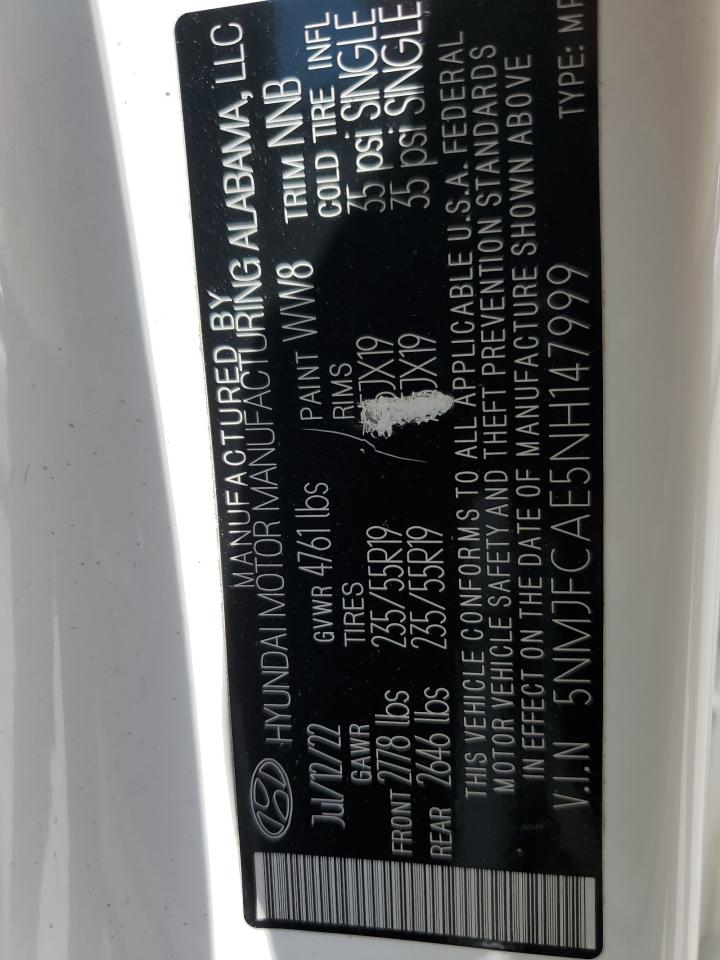 MANUFACTURED BY
HYUNDAI MOTOR MANUFACTURING ALABAMA, LLC
Jul/12/22 GVWR 4761 lbs PAINT WW8 TRIM NNB
GAWR TIRES RIMS COLD TIRE INFL
FRONT 2778 lbs 235/55R19 JX19 35 psi SINGLE
REAR 2646 lbs 235/55R19 JX19 35 psi SINGLE
THIS VEHICLE CONFORMS TO ALL APPLICABLE U.S.A. FEDERAL
MOTOR VEHICLE SAFETY AND THEFT PREVENTION STANDARDS
IN EFFECT ON THE DATE OF MANUFACTURE SHOWN ABOVE
V.I.N 5NMJFCAE5NH147999 TYPE: